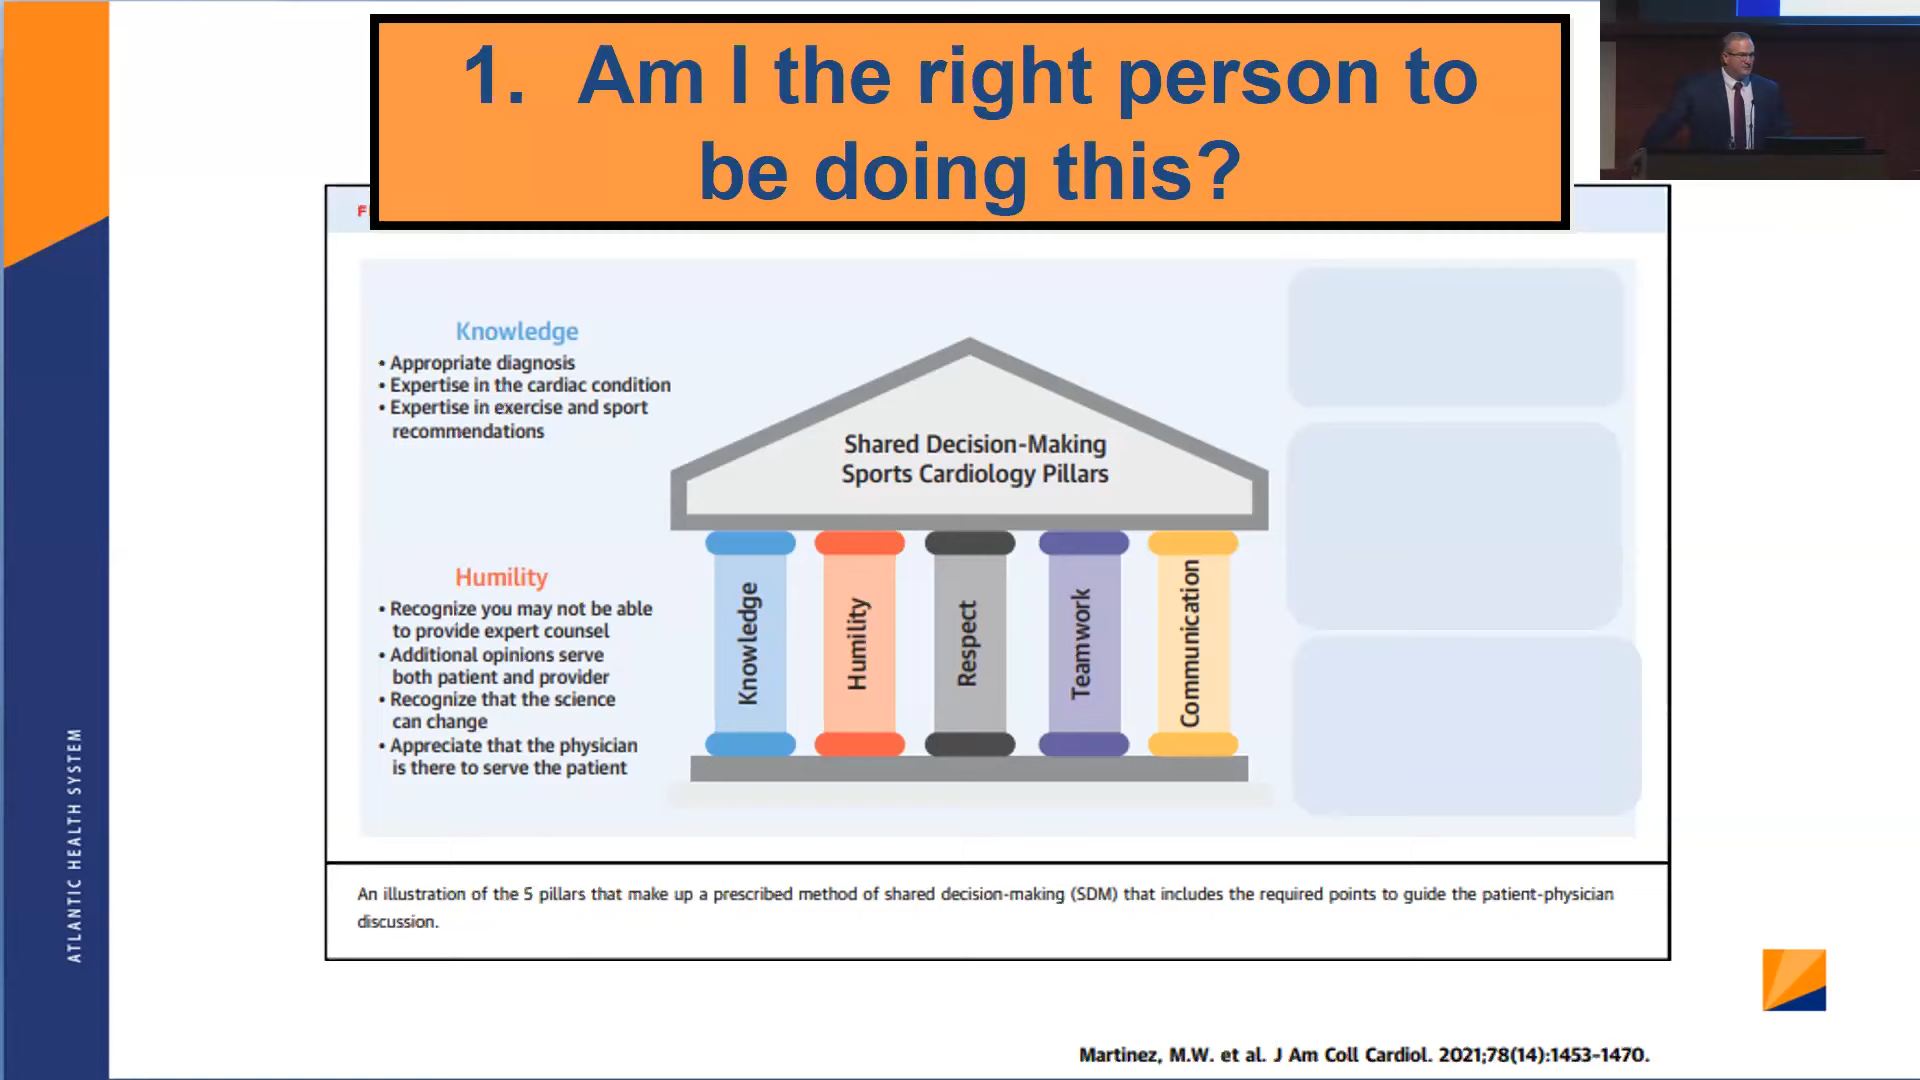 1. Am I the right person to
be doing this?
Knowledge
• Appropriate diagnosis
• Expertise in the cardiac condition
• Expertise in exercise and sport
recommendations
Humility
• Recognize you may not be able
to provide expert counsel
• Additional opinions serve
both patient and provider
• Recognize that the science
can change
• Appreciate that the physician
is there to serve the patient
Shared Decision-Making
Sports Cardiology Pillars
Knowledge
Humility
Respect
Teamwork
Communication
An illustration of the 5 pillars that make up a prescribed method of shared decision-making (SDM) that includes the required points to guide the patient-physician
discussion.
ATLANTIC HEALTH SYSTEM
Martinez, M.W. et al. J Am Coll Cardiol. 2021;78(14):1453-1470.